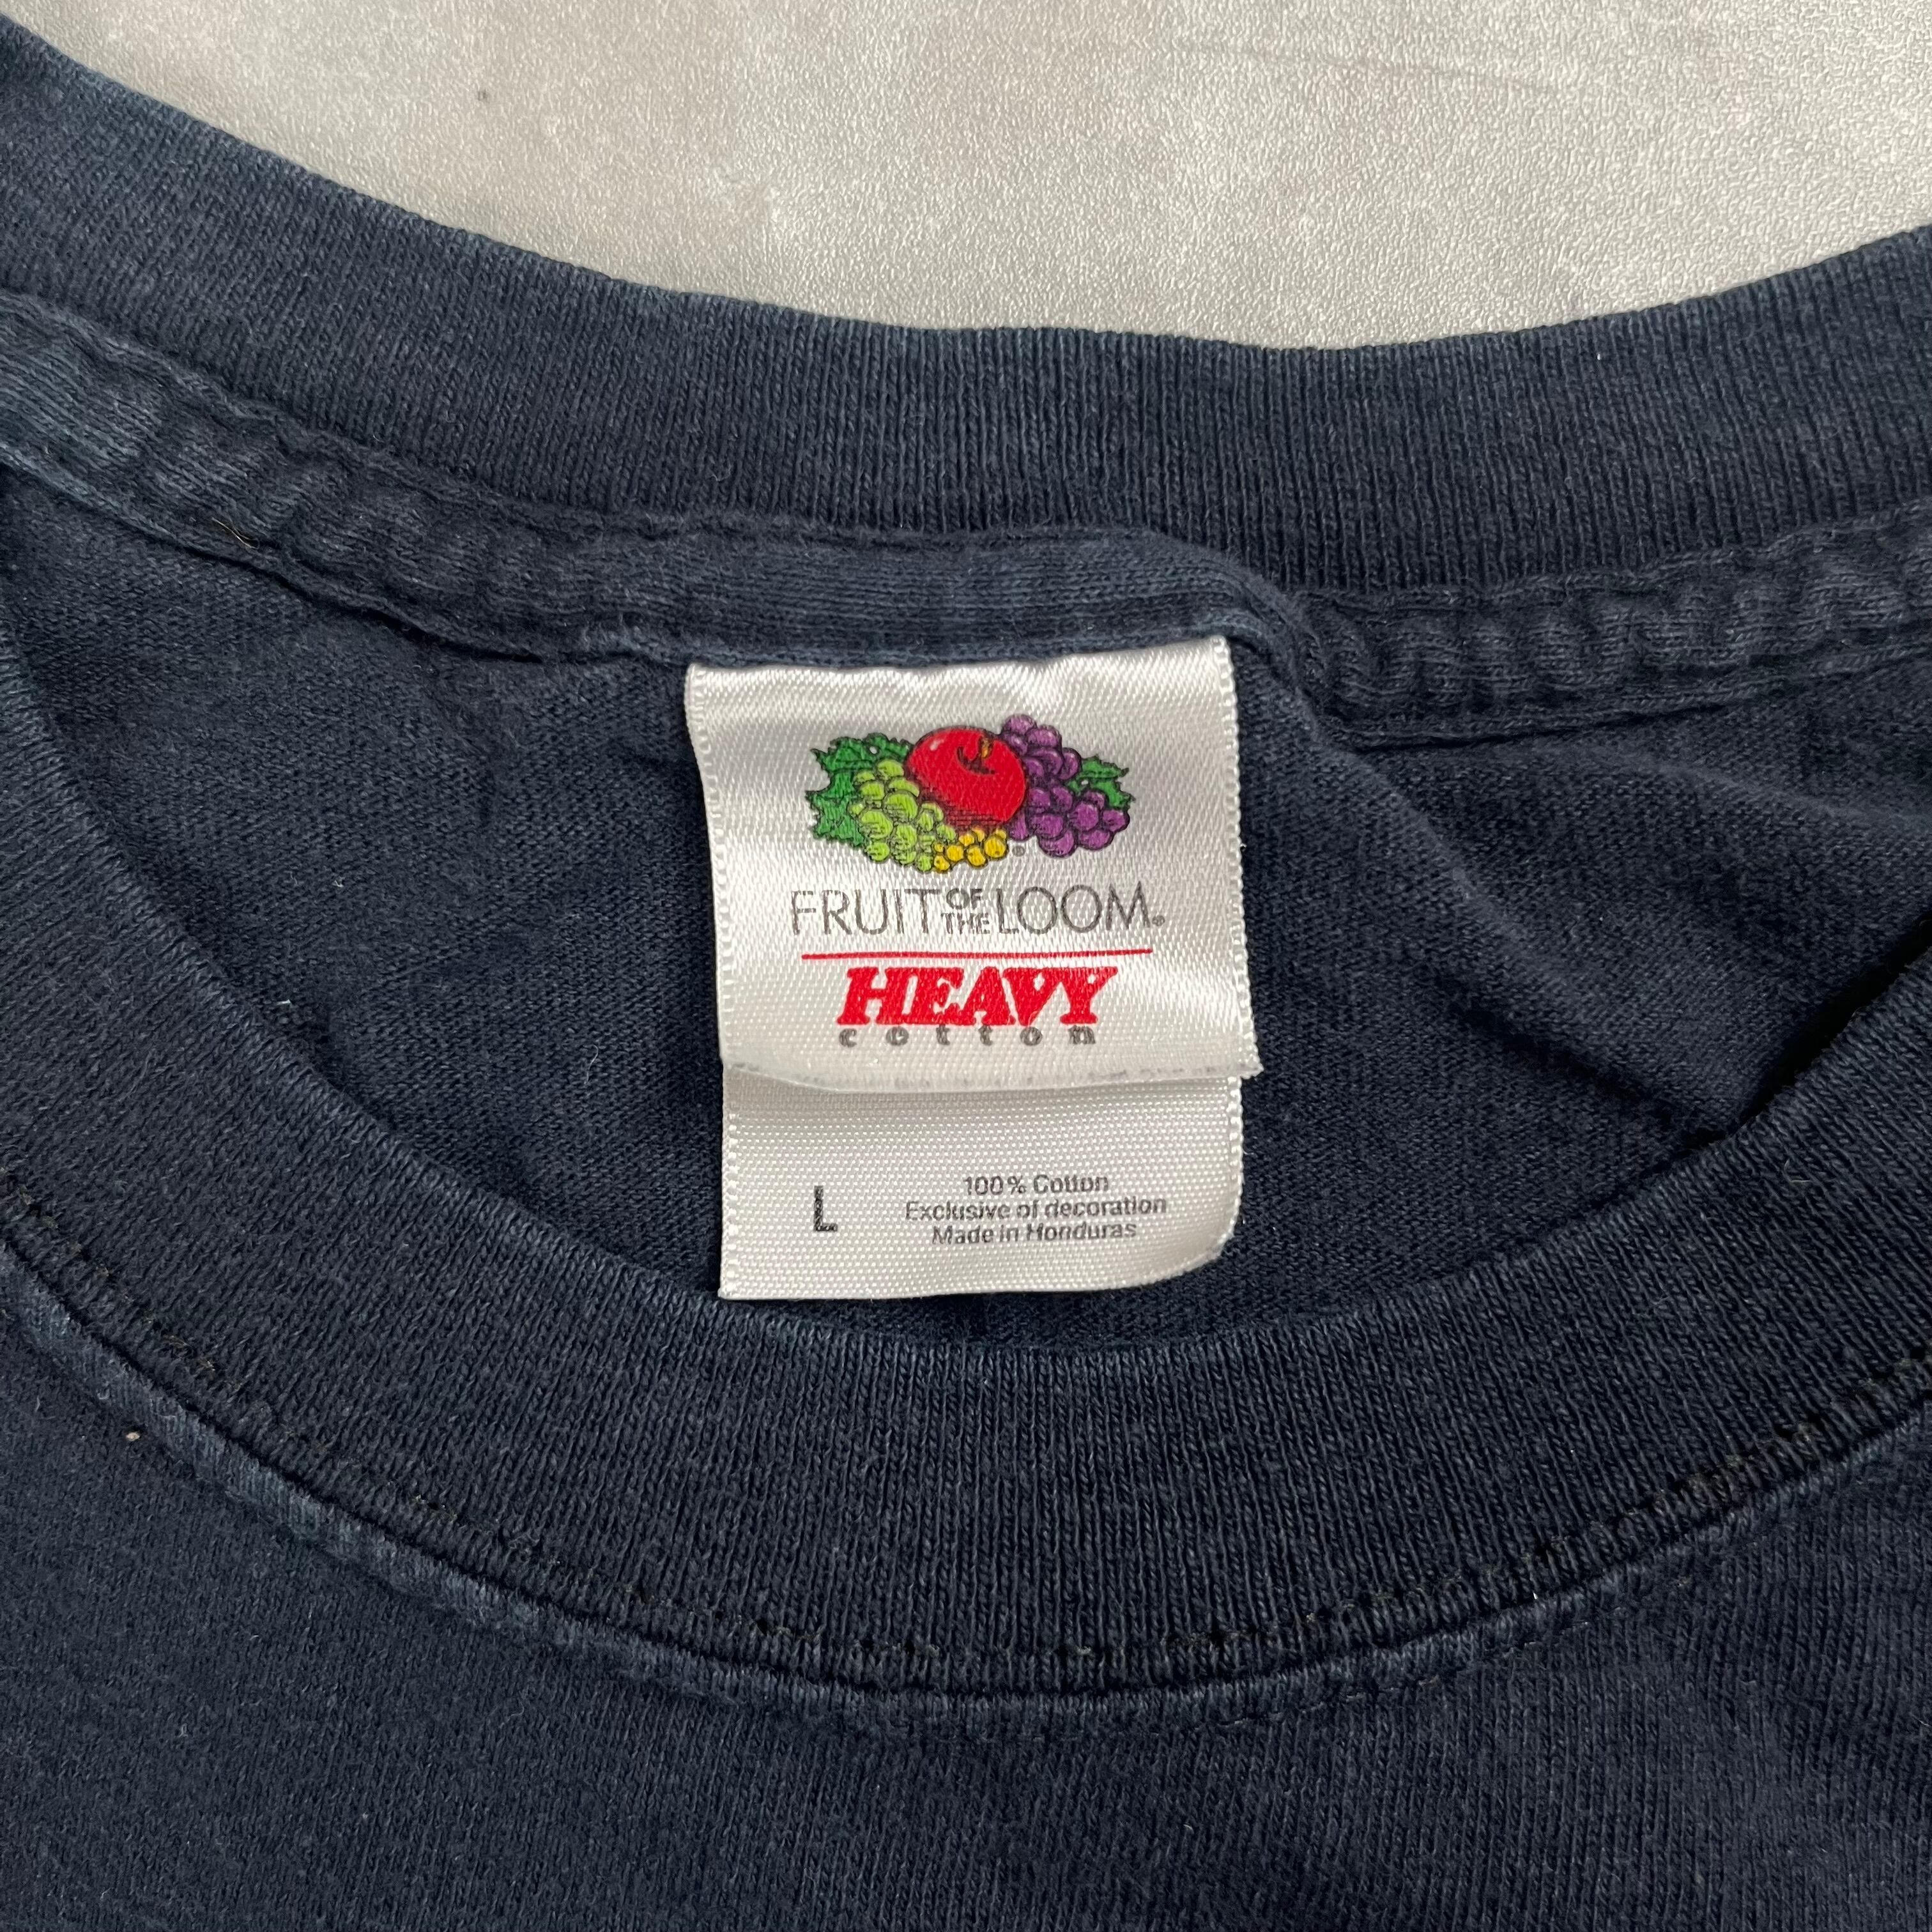 FRUIT OF THE LOOM®
HEAVY
cotton
L
100% Cotton
Exclusive of decoration
Made in Honduras